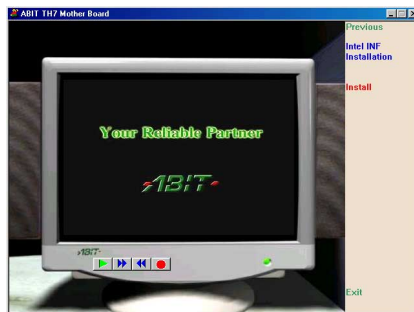 ABIT TH7 Mother Board
Previous
Intel INF
Installation
Install
Your Reliable Partner
ABIT
ABIT
Exit